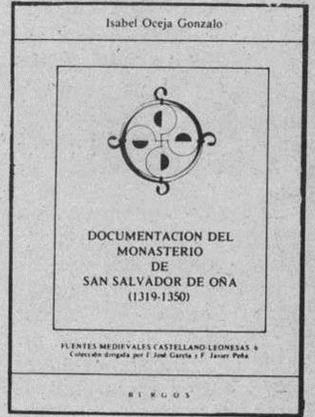 Isabel Oceja Gonzalo
DOCUMENTACION DEL
MONASTERIO
DE
SAN SALVADOR DE OÑA
(1319-1350)
FUENTES MEDIEVALES CASTELLANO-LEONESAS 6
Colección dirigida por J. José García y F. Javier Peña
BURGOS